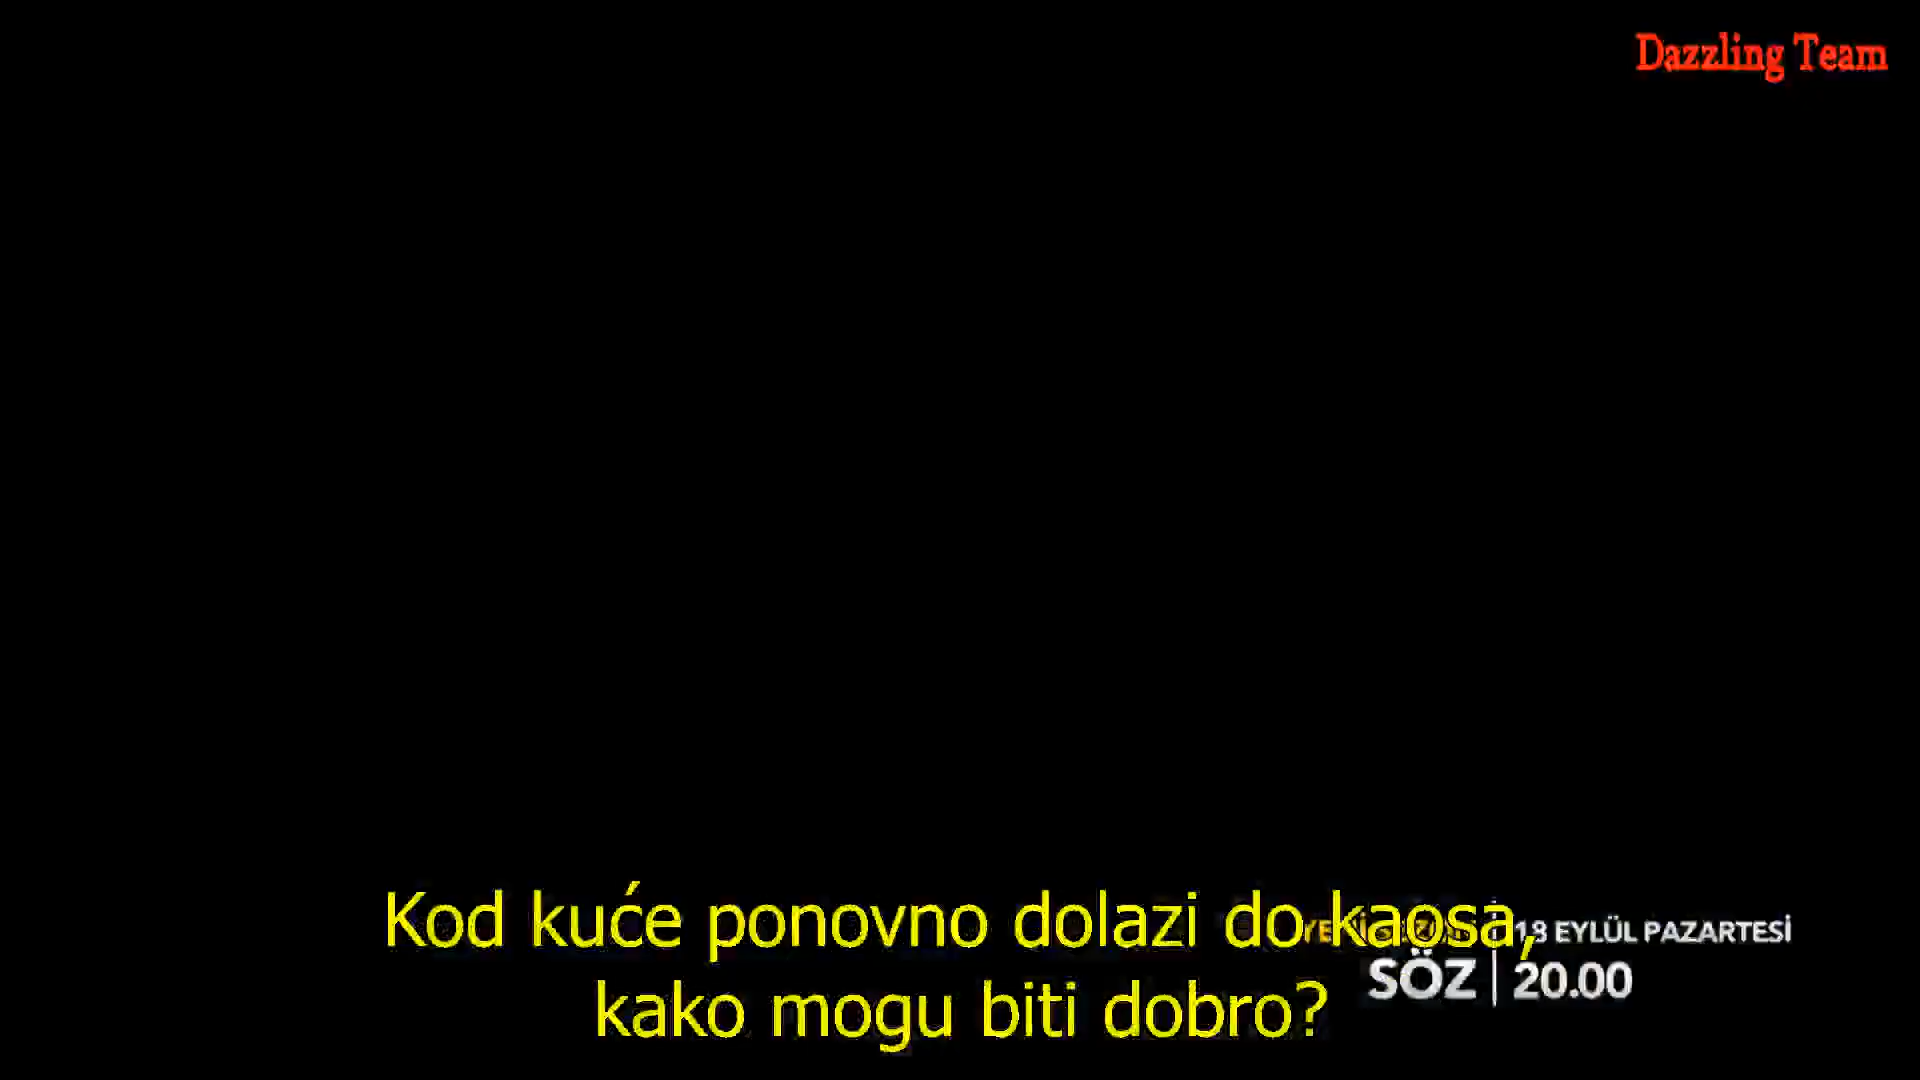 Dazzling Team
Kod kuće ponovno dolazi do kaosa,
kako mogu biti dobro?
18 EYLÜL PAZARTESİ
SÖZ | 20.00